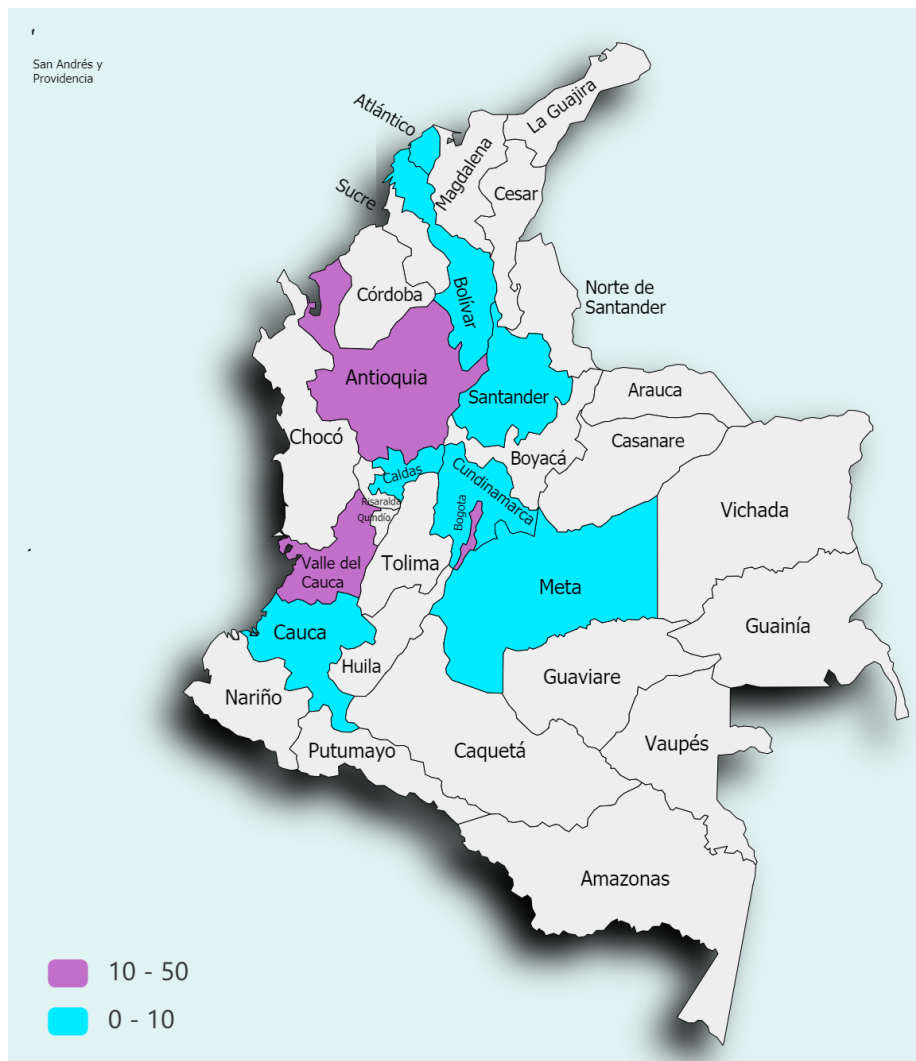 San Andrés y
Providencia
Atlántico
La Guajira
Magdalena
Sucre
Cesar
Norte de
Santander
Córdoba
Bolívar
Antioquia
Santander
Arauca
Chocó
Boyacá
Casanare
Caldas
Cundinamarca
Risaralda
Bogota
Quindío
Vichada
Valle del
Cauca
Tolima
Meta
Cauca
Guainía
Huila
Guaviare
Nariño
Vaupés
Putumayo
Caquetá
Amazonas
10 - 50
0 - 10